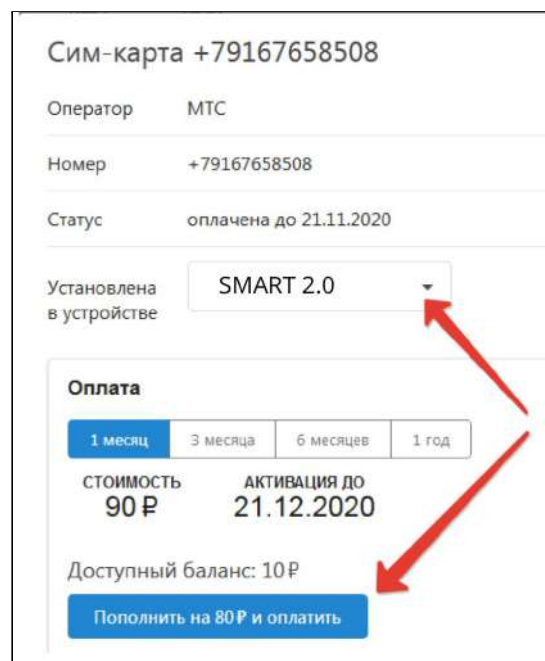 Сим-карта +79167658508
Оператор МТС
Номер +79167658508
Статус оплачена до 21.11.2020
Установлена
в устройстве
SMART 2.0
Оплата
1 месяц 3 месяца 6 месяцев 1 год
СТОИМОСТЬ АКТИВАЦИЯ ДО
90 ₽ 21.12.2020
Доступный баланс: 10 ₽
Пополнить на 80 ₽ и оплатить